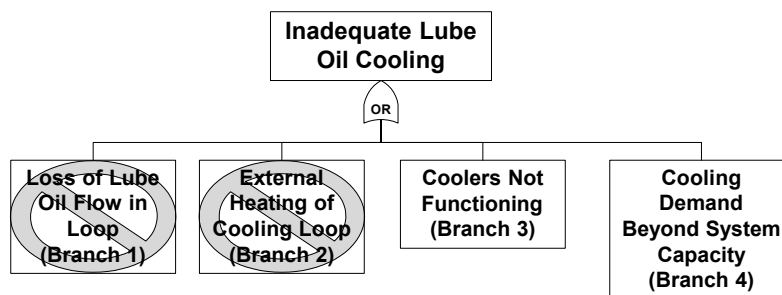 Inadequate Lube
Oil Cooling
OR
Loss of Lube
Oil Flow in
Loop
(Branch 1)
External
Heating of
Cooling Loop
(Branch 2)
Coolers Not
Functioning
(Branch 3)
Cooling
Demand
Beyond System
Capacity
(Branch 4)